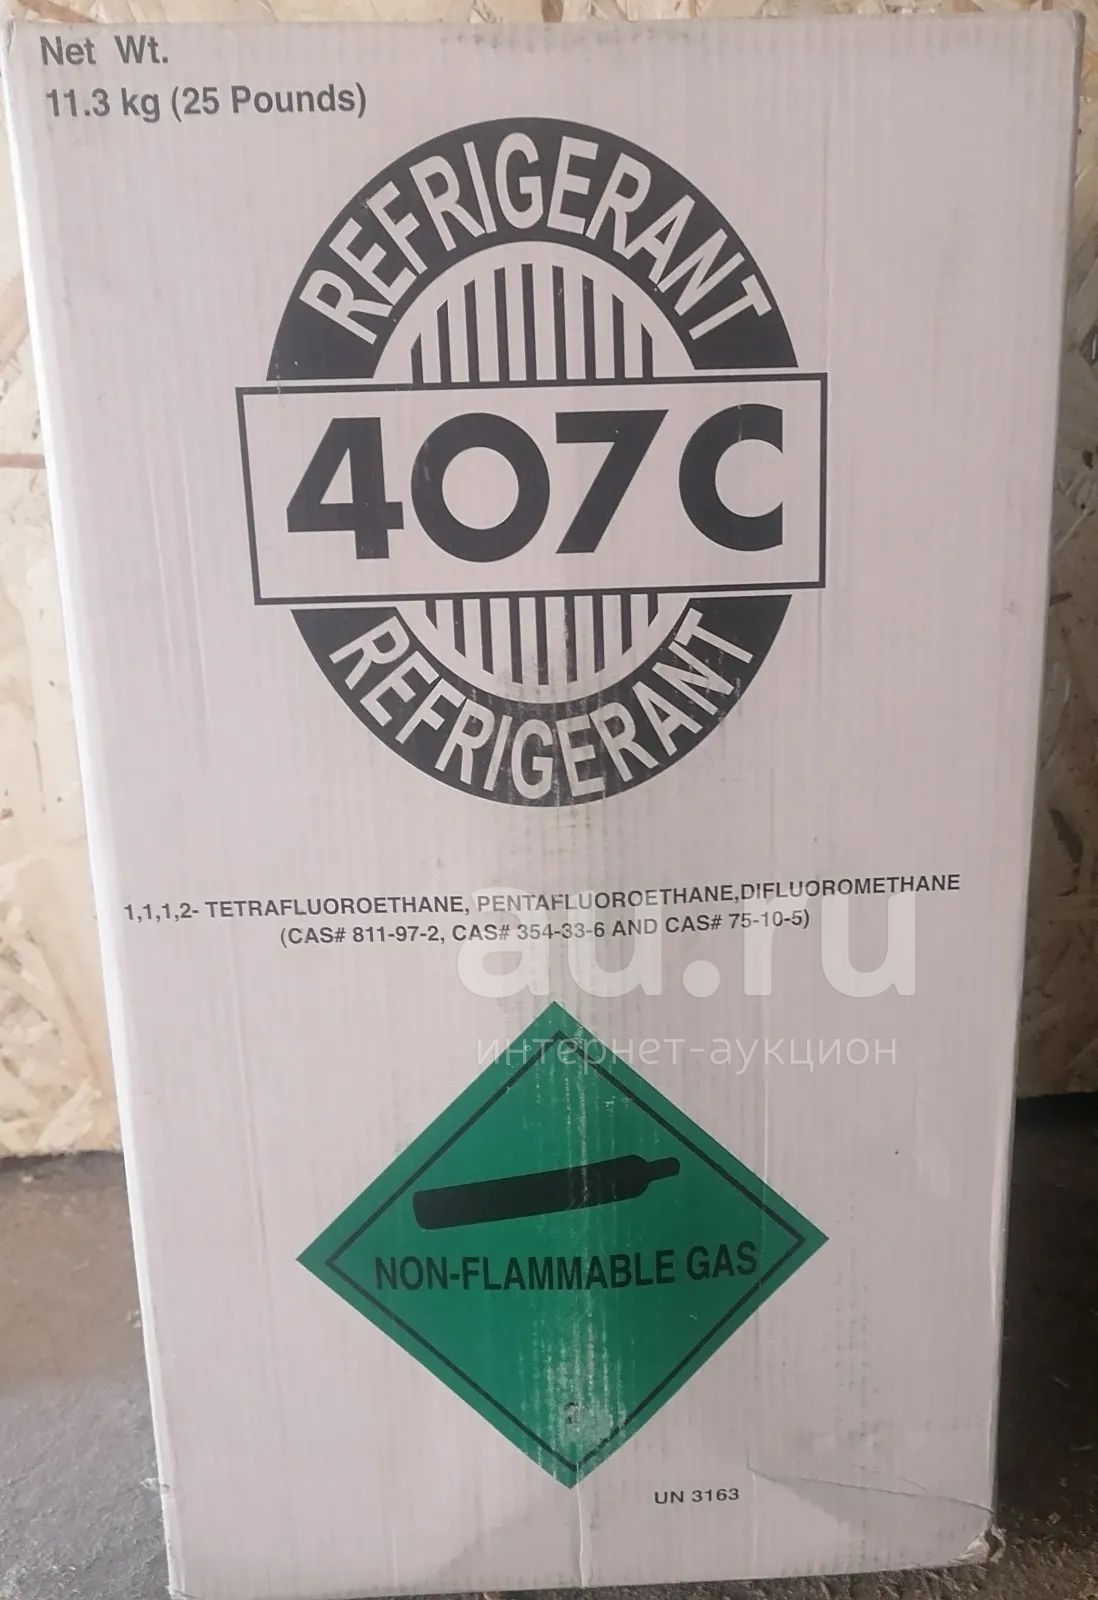 Net Wt.
11.3 kg (25 Pounds)
REFRIGERANT
407C
REFRIGERANT
1,1,1,2- TETRAFLUOROETHANE, PENTAFLUOROETHANE,DIFLUOROMETHANE
(CAS# 811-97-2, CAS# 354-33-6 AND CAS# 75-10-5)
au.ru
интернет-аукцион
NON-FLAMMABLE GAS
2
UN 3163